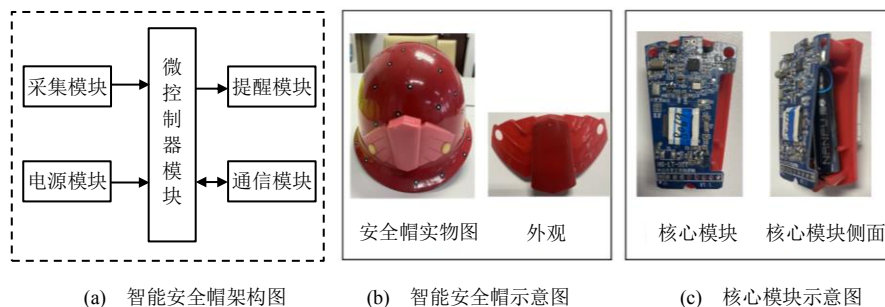 采集模块
电源模块
微控制器模块
提醒模块
通信模块
安全帽实物图
外观
核心模块
核心模块侧面
(a) 智能安全帽架构图
(b) 智能安全帽示意图
(c) 核心模块示意图